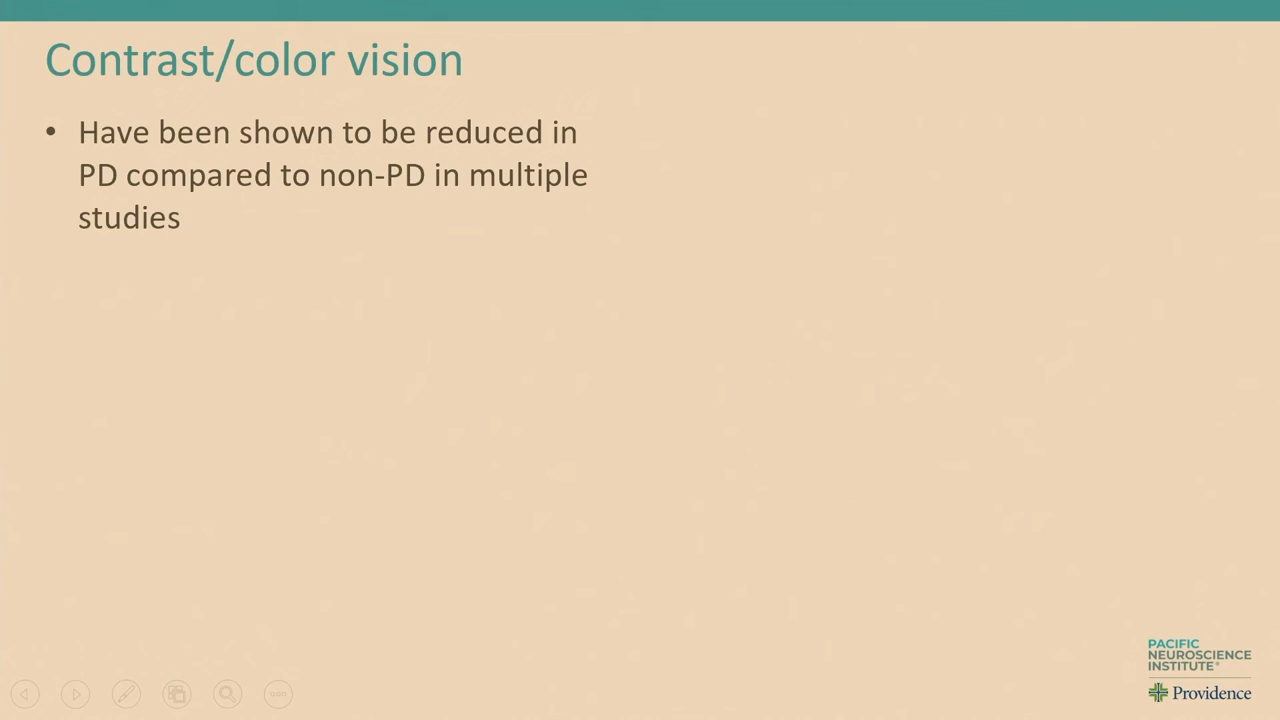 Contrast/color vision
• Have been shown to be reduced in
PD compared to non-PD in multiple
studies
PACIFIC
NEUROSCIENCE
INSTITUTE®
Providence